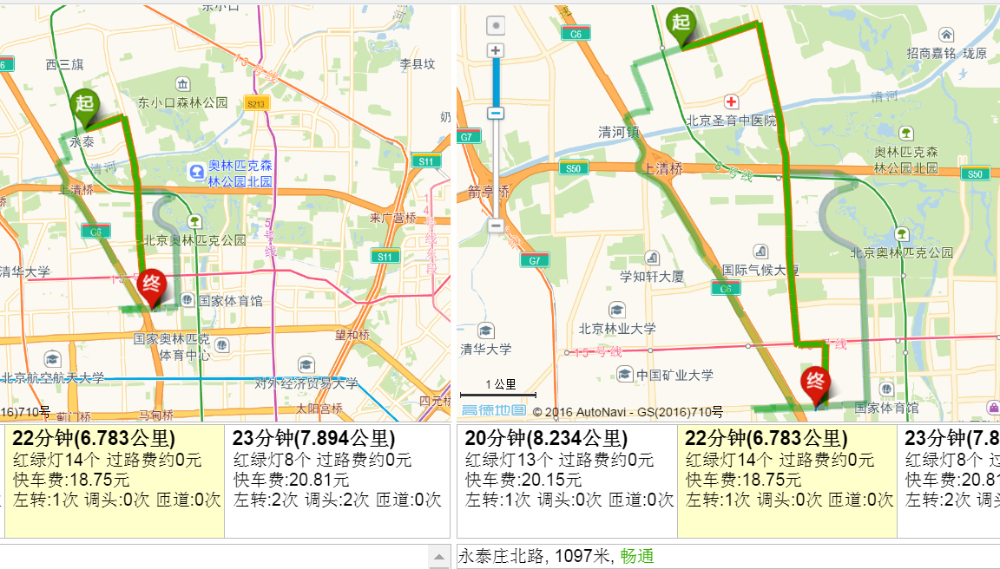 东小口
西三旗
13号线
李县坟
G6
起
东小口森林公园
S213
奶
永泰
清河
奥林匹克森
林公园北园
S11
上清桥
桥
来广营桥
14号线东段
G6
北京奥林匹克公园
5号线
S11
清华大学
15
终
国家体育馆
国家奥林匹克
体育中心
望和桥
北京航空航天大学
对外经济贸易大学
16)710号
蓟门桥
马甸桥
太阳宫桥
四元桥
22分钟(6.783公里)
红绿灯14个 过路费约0元
快车费:18.75元
左转:1次 调头:0次 匝道:0次
23分钟(7.894公里)
红绿灯8个 过路费约0元
快车费:20.81元
左转:2次 调头:2次 匝道:0次
速
G6
起
招商嘉铭 珑原
清河
北京圣育中医院
清河镇
G7
奥林匹克森
林公园北园
S50
上清桥
8号线
S50
箭亭桥
G7
北京奥林匹克公园
学知轩大厦
国际气候大厦
G6
北京林业大学
清华大学
15号线
号线
中国矿业大学
终
1 公里
国家体育馆
高德地图 © 2016 AutoNavi - GS(2016)710号
20分钟(8.234公里)
红绿灯13个 过路费约0元
快车费:20.15元
左转:1次 调头:0次 匝道:0次
22分钟(6.783公里)
红绿灯14个 过路费约0元
快车费:18.75元
左转:1次 调头:0次 匝道:0次
23分钟(7.8
红绿灯8个 过
快车费:20.81
左转:2次 调
永泰庄北路, 1097米, 畅通